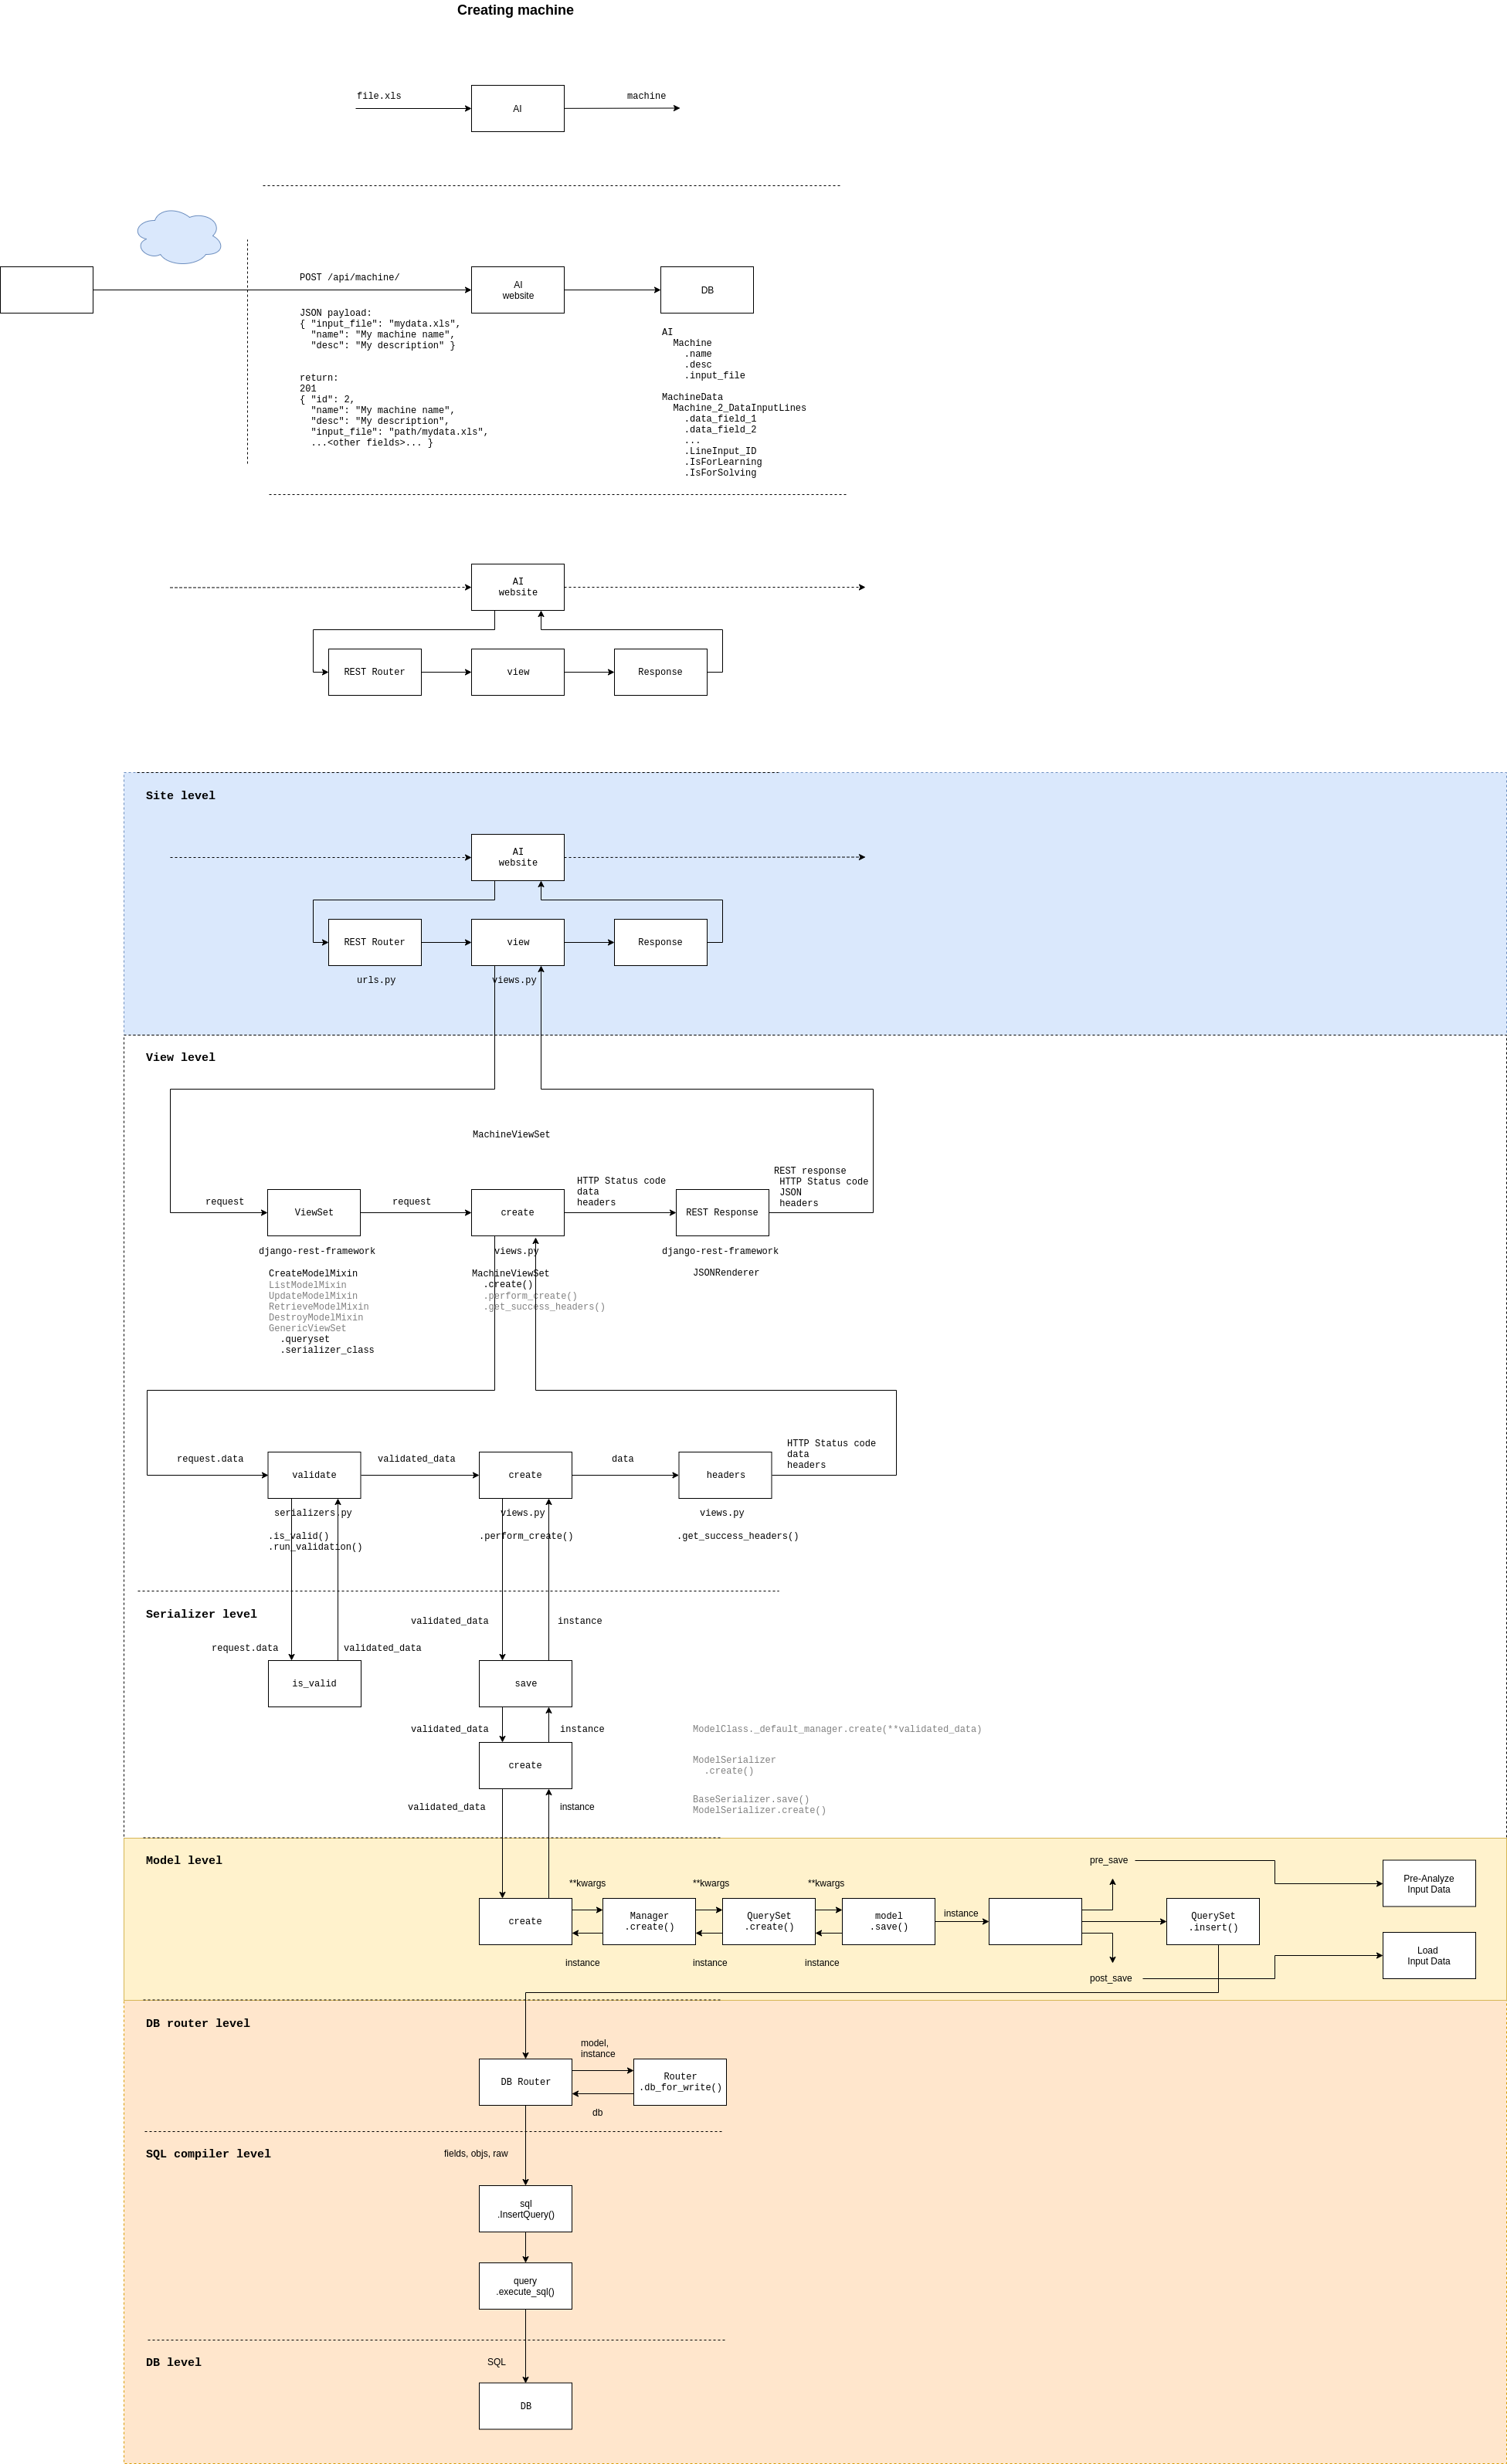 Creating machine
file.xls
AI
machine
POST /api/machine/
AI
website
DB
JSON payload:
{ "input_file": "mydata.xls",
"name": "My machine name",
"desc": "My description" }
return:
201
{ "id": 2,
"name": "My machine name",
"desc": "My description",
"input_file": "path/mydata.xls",
...<other fields>... }
AI
Machine
.name
.desc
.input_file
MachineData
Machine_2_DataInputLines
.data_field_1
.data_field_2
...
.LineInput_ID
.IsForLearning
.IsForSolving
AI
website
REST Router
view
Response
Site level
AI
website
REST Router
view
Response
urls.py
views.py
View level
MachineViewSet
request
ViewSet
request
create
HTTP Status code
data
headers
REST Response
REST response
HTTP Status code
JSON
headers
django-rest-framework
CreateModelMixin
ListModelMixin
UpdateModelMixin
RetrieveModelMixin
DestroyModelMixin
GenericViewSet
.queryset
.serializer_class
views.py
MachineViewSet
.create()
.perform_create()
.get_success_headers()
django-rest-framework
JSONRenderer
request.data
validate
validated_data
create
data
headers
HTTP Status code
data
headers
serializers.py
.is_valid()
.run_validation()
views.py
.perform_create()
views.py
.get_success_headers()
Serializer level
request.data
validated_data
is_valid
validated_data
instance
save
validated_data
instance
create
validated_data
instance
ModelClass._default_manager.create(**validated_data)
ModelSerializer
.create()
BaseSerializer.save()
ModelSerializer.create()
Model level
create
**kwargs
instance
Manager
.create()
**kwargs
instance
QuerySet
.create()
**kwargs
instance
model
.save()
instance
pre_save
post_save
QuerySet
.insert()
Pre-Analyze
Input Data
Load
Input Data
DB router level
DB Router
model,
instance
db
Router
.db_for_write()
SQL compiler level
fields, objs, raw
sql
.InsertQuery()
query
.execute_sql()
DB level
SQL
DB